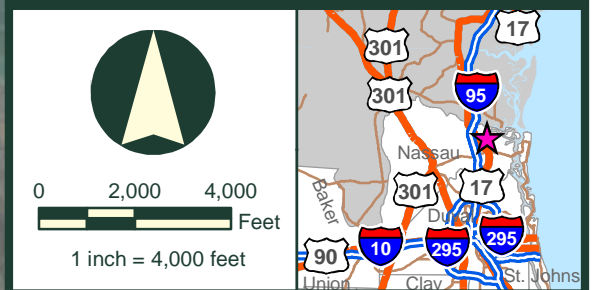 0 2,000 4,000
Feet
1 inch = 4,000 feet
17
301
301
95
Nassau
Baker
301
17
Duval
10
295
295
90
Union
Clay
St. Johns